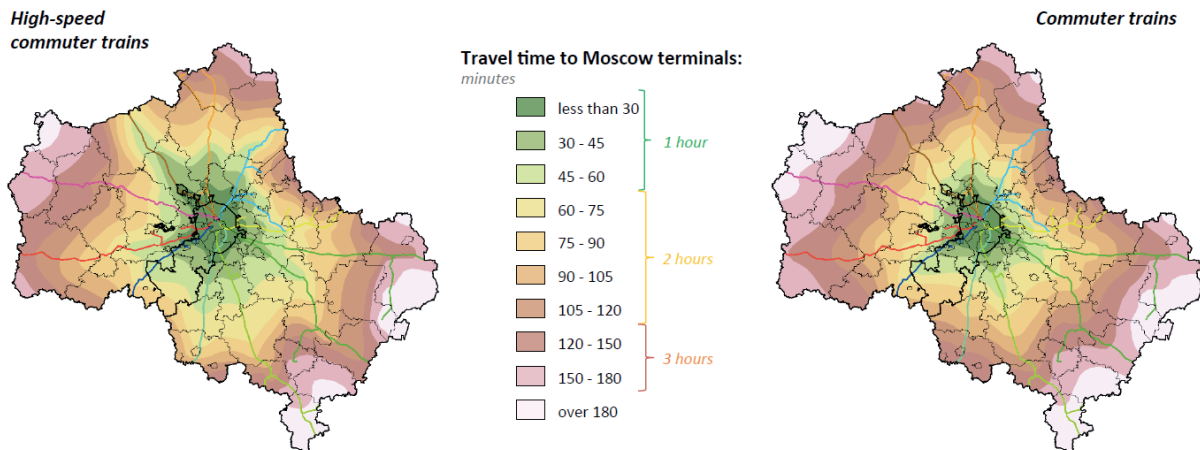 High-speed
commuter trains
Commuter trains
Travel time to Moscow terminals:
minutes
less than 30
30 - 45
45 - 60
60 - 75
75 - 90
90 - 105
105 - 120
120 - 150
150 - 180
over 180
1 hour
2 hours
3 hours